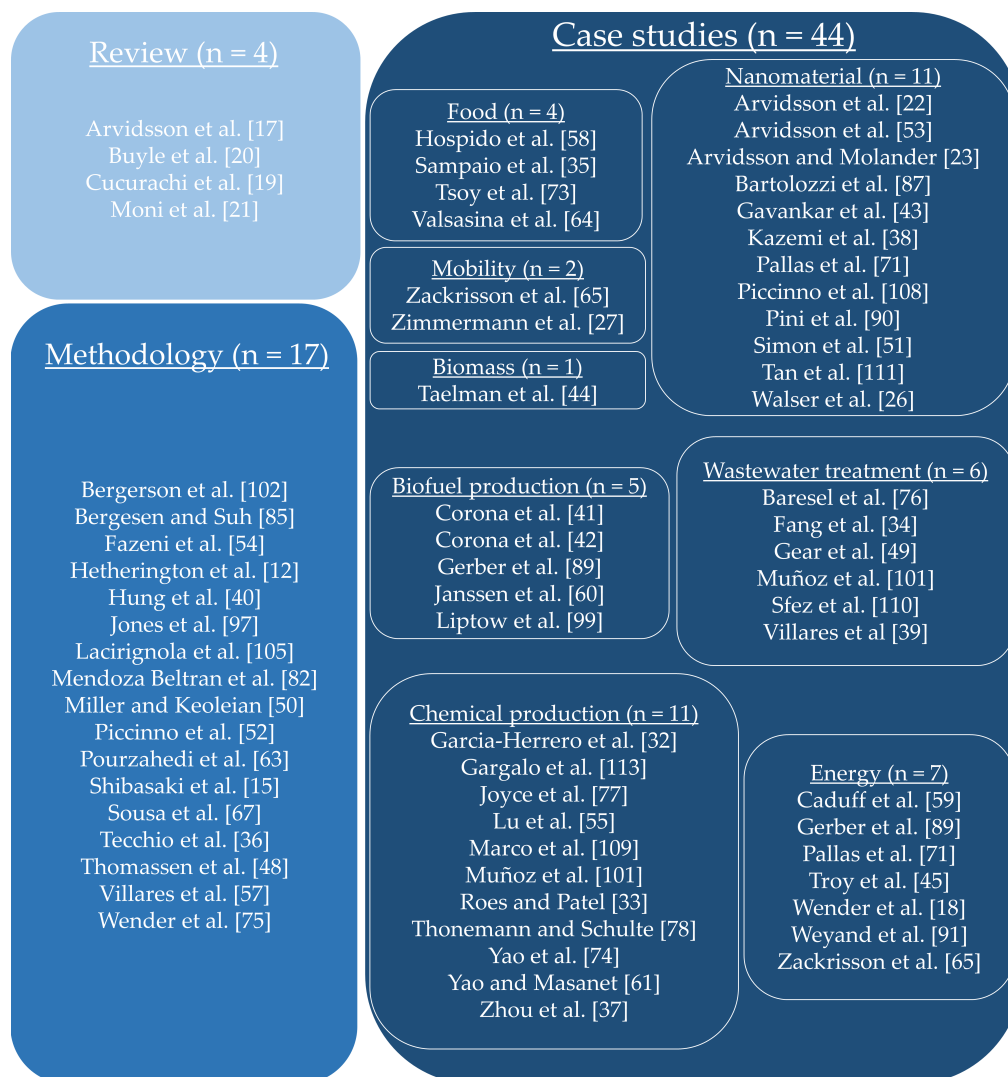 Review (n = 4)
Arvidsson et al. [17]
Buyle et al. [20]
Cucurachi et al. [19]
Moni et al. [21]
Methodology (n = 17)
Bergerson et al. [102]
Bergesen and Suh [85]
Fazeni et al. [54]
Hetherington et al. [12]
Hung et al. [40]
Jones et al. [97]
Lacirignola et al. [105]
Mendoza Beltran et al. [82]
Miller and Keoleian [50]
Piccinno et al. [52]
Pourzahedi et al. [63]
Shibasaki et al. [15]
Sousa et al. [67]
Tecchio et al. [36]
Thomassen et al. [48]
Villares et al. [57]
Wender et al. [75]
Case studies (n = 44)
Food (n = 4)
Hospido et al. [58]
Sampaio et al. [35]
Tsoy et al. [73]
Valsasina et al. [64]
Mobility (n = 2)
Zackrisson et al. [65]
Zimmermann et al. [27]
Biomass (n = 1)
Taelman et al. [44]
Nanomaterial (n = 11)
Arvidsson et al. [22]
Arvidsson et al. [53]
Arvidsson and Molander [23]
Bartolozzi et al. [87]
Gavankar et al. [43]
Kazemi et al. [38]
Pallas et al. [71]
Piccinno et al. [108]
Pini et al. [90]
Simon et al. [51]
Tan et al. [111]
Walser et al. [26]
Biofuel production (n = 5)
Corona et al. [41]
Corona et al. [42]
Gerber et al. [89]
Janssen et al. [60]
Liptow et al. [99]
Wastewater treatment (n = 6)
Baresel et al. [76]
Fang et al. [34]
Gear et al. [49]
Muñoz et al. [101]
Sfez et al. [110]
Villares et al [39]
Chemical production (n = 11)
Garcia-Herrero et al. [32]
Gargalo et al. [113]
Joyce et al. [77]
Lu et al. [55]
Marco et al. [109]
Muñoz et al. [101]
Roes and Patel [33]
Thonemann and Schulte [78]
Yao et al. [74]
Yao and Masanet [61]
Zhou et al. [37]
Energy (n = 7)
Caduff et al. [59]
Gerber et al. [89]
Pallas et al. [71]
Troy et al. [45]
Wender et al. [18]
Weyand et al. [91]
Zackrisson et al. [65]